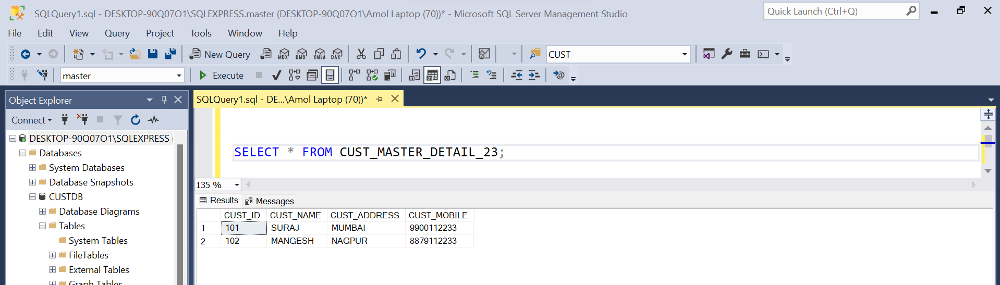 SQLQuery1.sql - DESKTOP-90Q07O1\SQLEXPRESS.master (DESKTOP-90Q07O1\Amol Laptop (70))* - Microsoft SQL Server Management Studio
Quick Launch (Ctrl+Q)
File Edit View Query Project Tools Window Help
New Query MDX DMX XMLA DAX CUST
master Execute
Object Explorer
SQLQuery1.sql - DE...\Amol Laptop (70))*
Connect
DESKTOP-90Q07O1\SQLEXPRESS (
Databases
System Databases
Database Snapshots
CUSTDB
Database Diagrams
Tables
System Tables
FileTables
External Tables
Graph Tables
SELECT * FROM CUST_MASTER_DETAIL_23;
135 %
Results Messages
CUST_ID CUST_NAME CUST_ADDRESS CUST_MOBILE
1 101 SURAJ MUMBAI 9900112233
2 102 MANGESH NAGPUR 8879112233